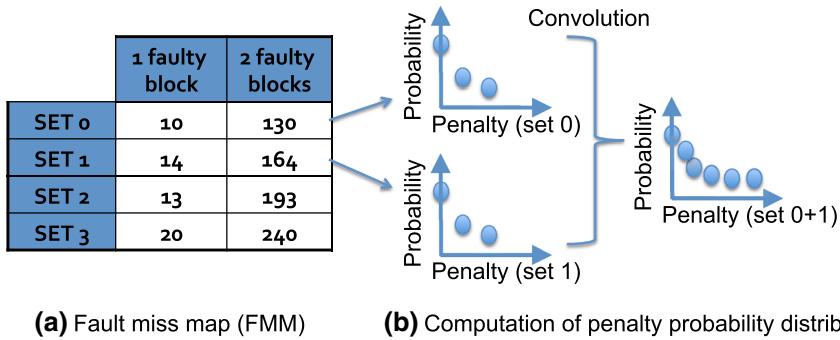 1 faulty block
2 faulty blocks
SET 0 10 130
SET 1 14 164
SET 2 13 193
SET 3 20 240
(a) Fault miss map (FMM)
Convolution
Probability
Penalty (set 0)
Probability
Penalty (set 1)
Probability
Penalty (set 0+1)
(b) Computation of penalty probability distrib